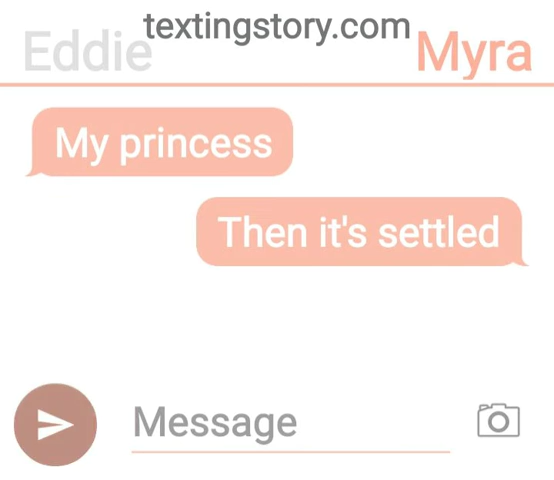 textingstory.com
Eddie Myra
My princess
Then it's settled
Message